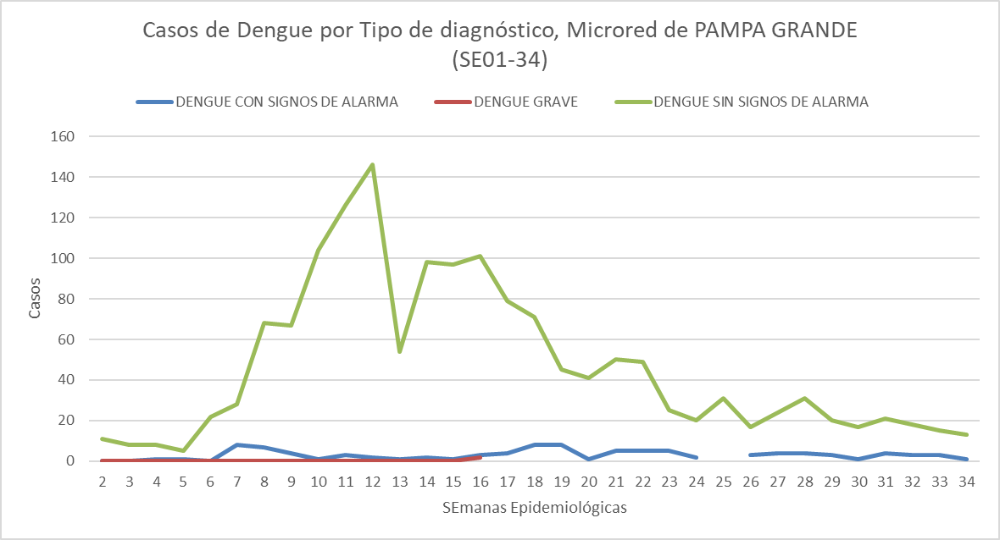 Casos de Dengue por Tipo de diagnóstico, Microred de PAMPA GRANDE
(SE01-34)
DENGUE CON SIGNOS DE ALARMA DENGUE GRAVE DENGUE SIN SIGNOS DE ALARMA
160
140
120
100
80
60
40
20
0
Casos
2 3 4 5 6 7 8 9 10 11 12 13 14 15 16 17 18 19 20 21 22 23 24 25 26 27 28 29 30 31 32 33 34
SEmanas Epidemiológicas